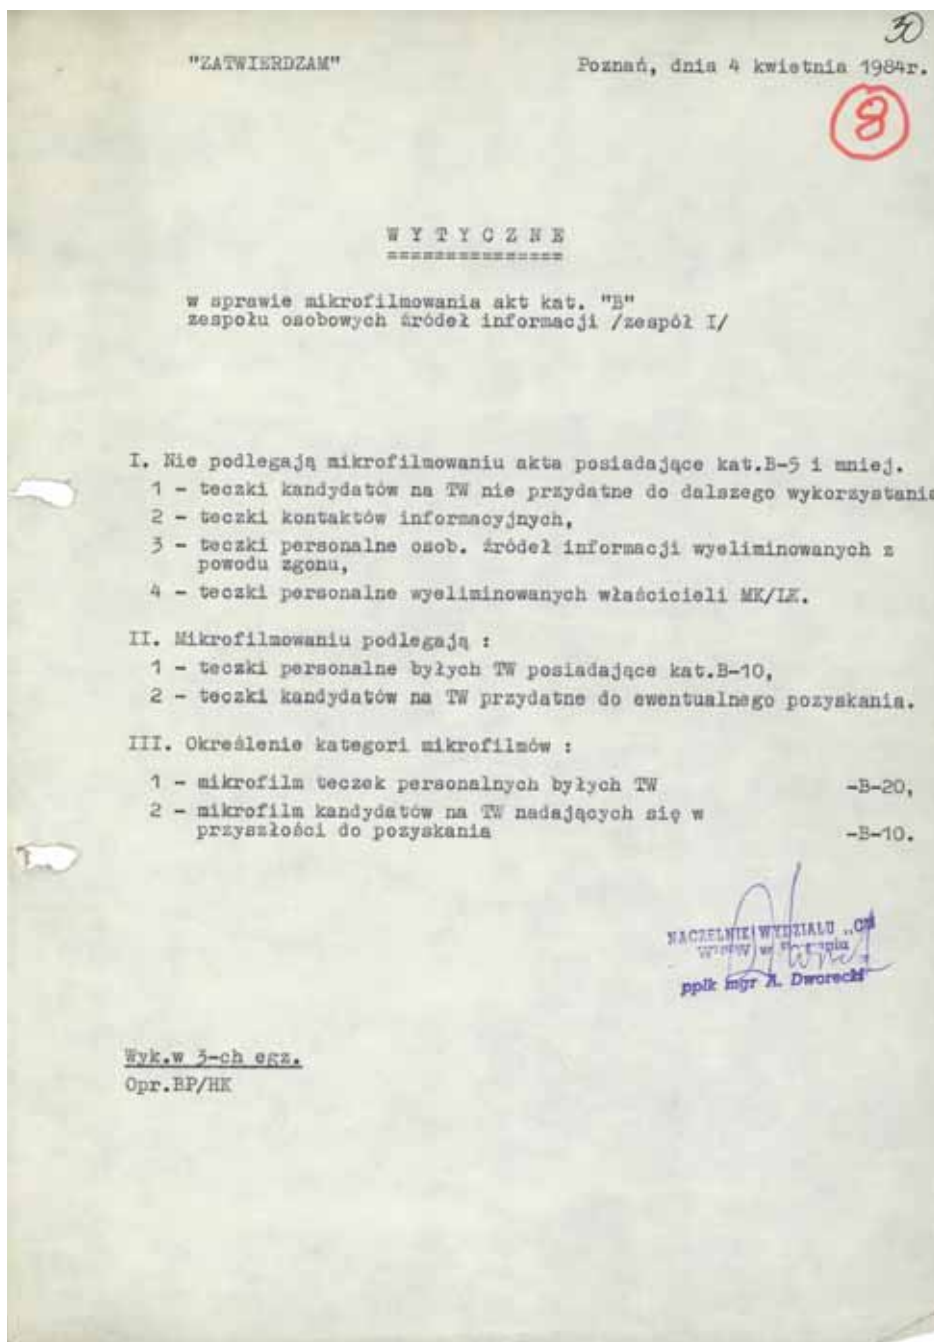 30
"ZATWIERDZAM" Poznań, dnia 4 kwietnia 1984r.
8
W Y T Y C Z N E
===============
w sprawie mikrofilmowania akt kat. "B"
zespołu osobowych źródeł informacji /zespół I/
I. Nie podlegają mikrofilmowaniu akta posiadające kat.B-5 i mniej.
1 - teczki kandydatów na TW nie przydatne do dalszego wykorzystania
2 - teczki kontaktów informacyjnych,
3 - teczki personalne osob. źródeł informacji wyeliminowanych z
powodu zgonu,
4 - teczki personalne wyeliminowanych właścicieli MK/LK.
II. Mikrofilmowaniu podlegają :
1 - teczki personalne byłych TW posiadające kat.B-10,
2 - teczki kandydatów na TW przydatne do ewentualnego pozyskania.
III. Określenie kategori mikrofilmów :
1 - mikrofilm teczek personalnych byłych TW -B-20,
2 - mikrofilm kandydatów na TW nadających się w
przyszłości do pozyskania -B-10.
NACZELNIK WYDZIAŁU „C"
w
ppłk mgr A. Dworecki
Wyk.w 3-ch egz.
Opr.BP/HK